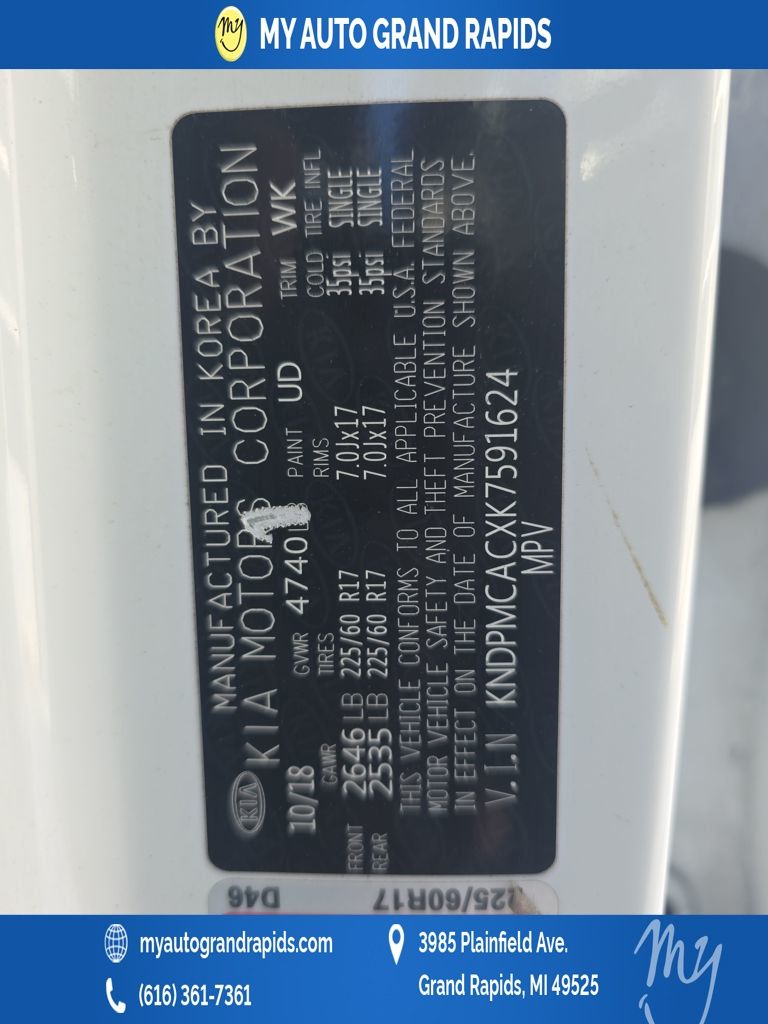 my MY AUTO GRAND RAPIDS
MANUFACTURED IN KOREA BY
KIA KIA MOTORS CORPORATION
10/18 GVWR 4740 PAINT UD TRIM WK
GAWR TIRES RIMS COLD TIRE INFL
FRONT 2646 LB 225/60 R17 7.0Jx17 35psi SINGLE
REAR 2535 LB 225/60 R17 7.0Jx17 35psi SINGLE
THIS VEHICLE CONFORMS TO ALL APPLICABLE U.S.A. FEDERAL
MOTOR VEHICLE SAFETY AND THEFT PREVENTION STANDARDS
IN EFFECT ON THE DATE OF MANUFACTURE SHOWN ABOVE.
V.I.N KNDPMCACXK7591624
MPV
225/60R17 D46
myautograndrapids.com
(616) 361-7361
3985 Plainfield Ave.
Grand Rapids, MI 49525
my